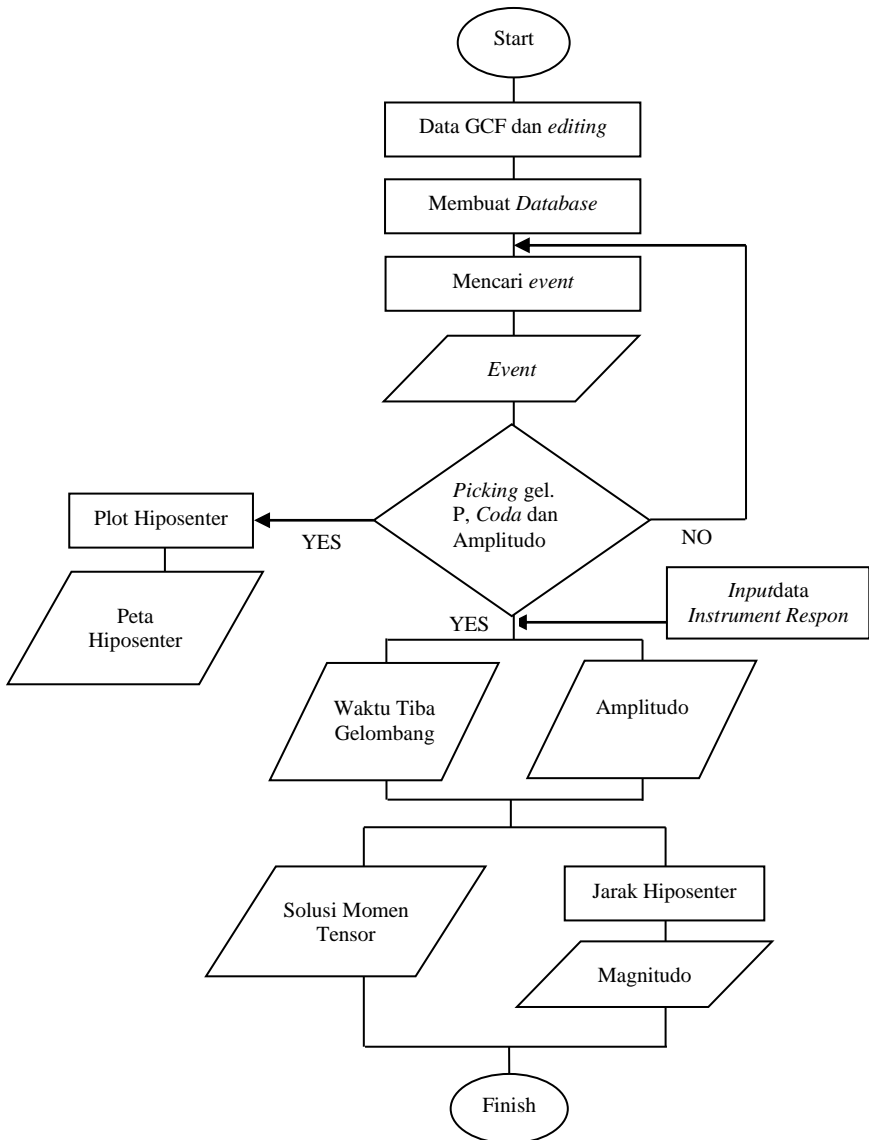 Start
Data GCF dan editing
Membuat Database
Mencari event
Event
Picking gel.
P, Coda dan
Amplitudo
Plot Hiposenter
YES
NO
Peta
Hiposenter
YES
Inputdata
Instrument Respon
Waktu Tiba
Gelombang
Amplitudo
Solusi Momen
Tensor
Jarak Hiposenter
Magnitudo
Finish